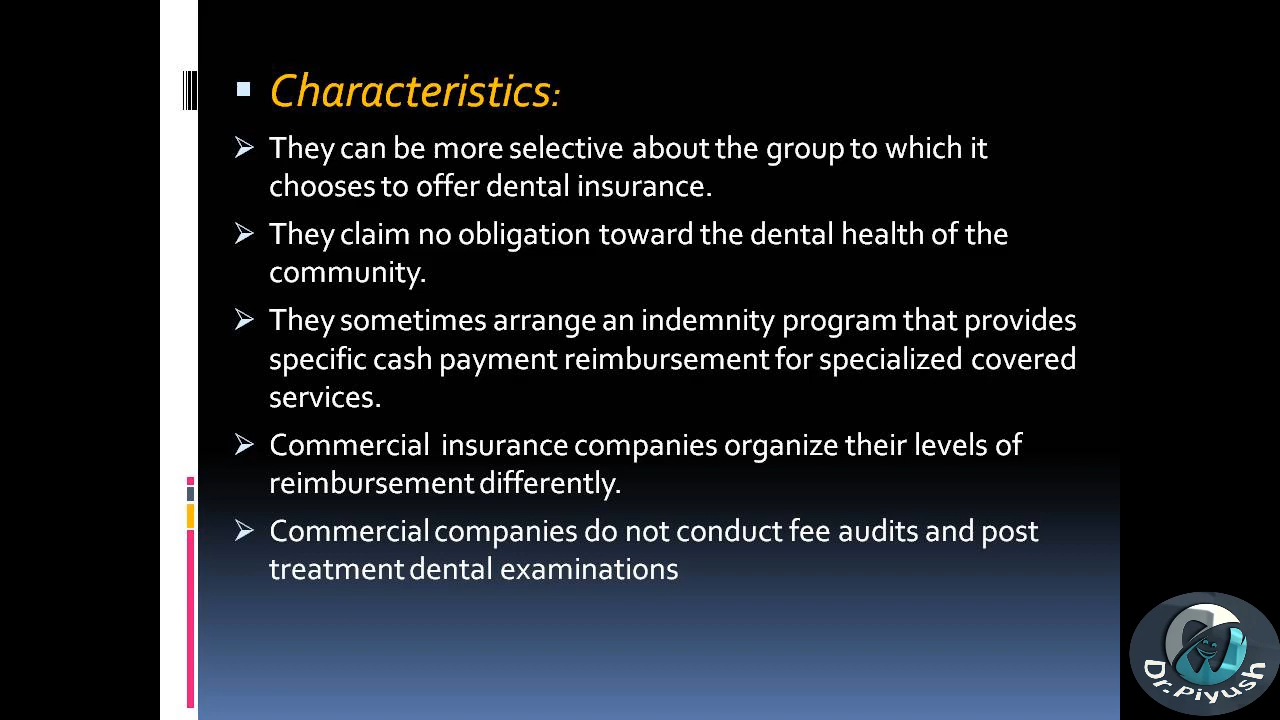 Characteristics:
They can be more selective about the group to which it
chooses to offer dental insurance.
They claim no obligation toward the dental health of the
community.
They sometimes arrange an indemnity program that provides
specific cash payment reimbursement for specialized covered
services.
Commercial insurance companies organize their levels of
reimbursement differently.
Commercial companies do not conduct fee audits and post
treatment dental examinations
Dr.Piyush